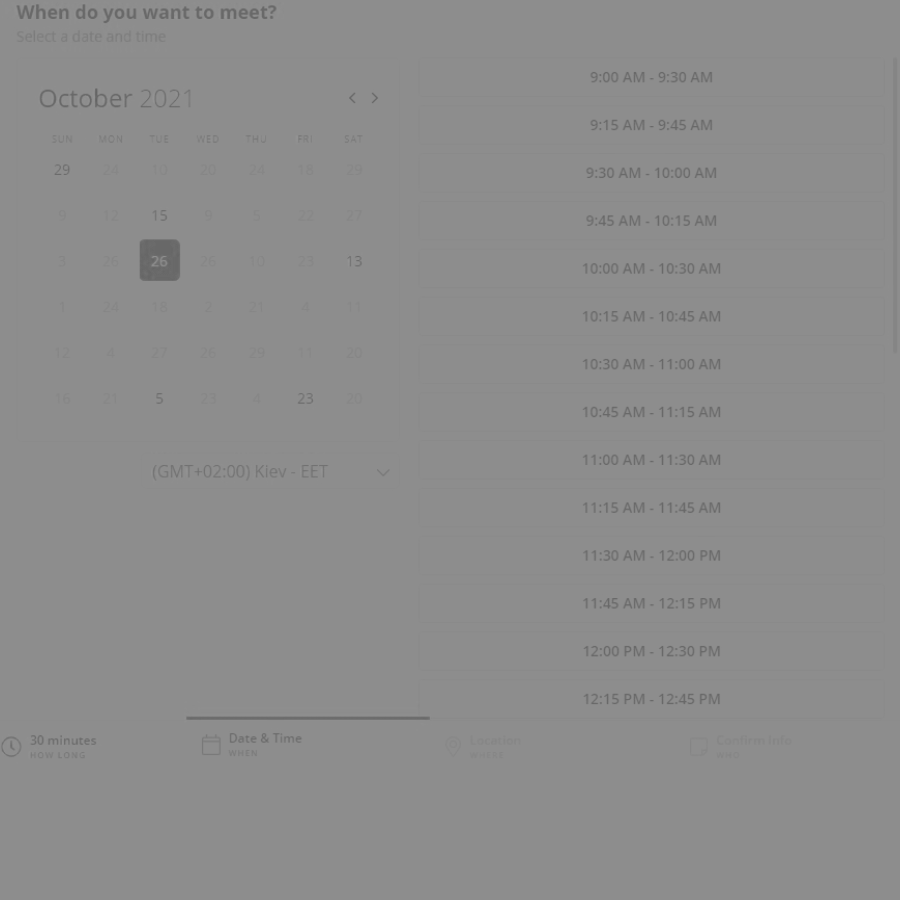 When do you want to meet?
Select a date and time
October 2021
SUN MON TUE WED THU FRI SAT
29 24 10 20 24 18 29
9 12 15 9 5 22 27
3 26 26 26 10 23 13
1 24 18 2 21 4 11
12 4 27 26 29 11 20
16 21 5 23 4 23 26
(GMT+02:00) Kiev - EET
9:00 AM - 9:30 AM
9:15 AM - 9:45 AM
9:30 AM - 10:00 AM
9:45 AM - 10:15 AM
10:00 AM - 10:30 AM
10:15 AM - 10:45 AM
10:30 AM - 11:00 AM
10:45 AM - 11:15 AM
11:00 AM - 11:30 AM
11:15 AM - 11:45 AM
11:30 AM - 12:00 PM
11:45 AM - 12:15 PM
12:00 PM - 12:30 PM
12:15 PM - 12:45 PM
30 minutes
HOW LONG
Date & Time
WHEN
Location
WHERE
Confirm Info
WHO